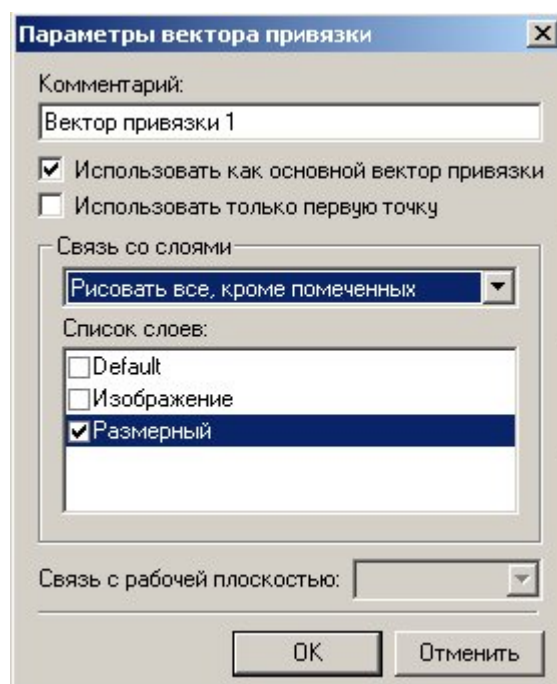 Параметры вектора привязки
Комментарий:
Вектор привязки 1
Использовать как основной вектор привязки
Использовать только первую точку
Связь со слоями
Рисовать все, кроме помеченных
Список слоев:
Default
Изображение
Размерный
Связь с рабочей плоскостью:
OK
Отменить